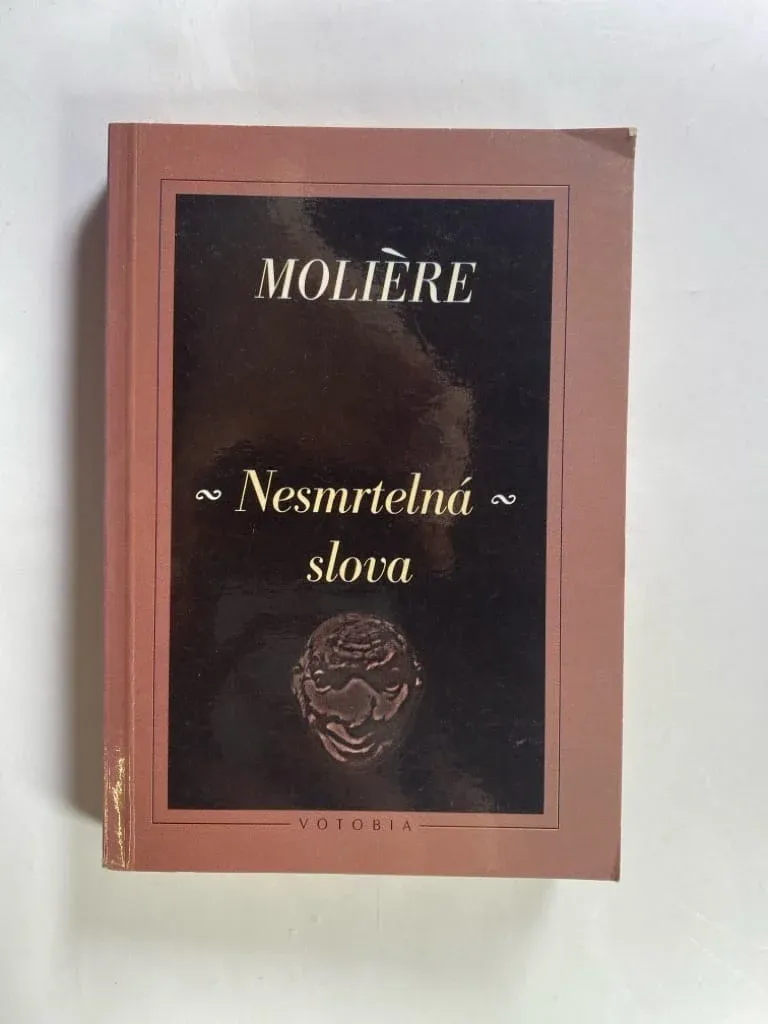 MOLIÈRE
~ Nesmrtelná ~
slova
VOTOBIA